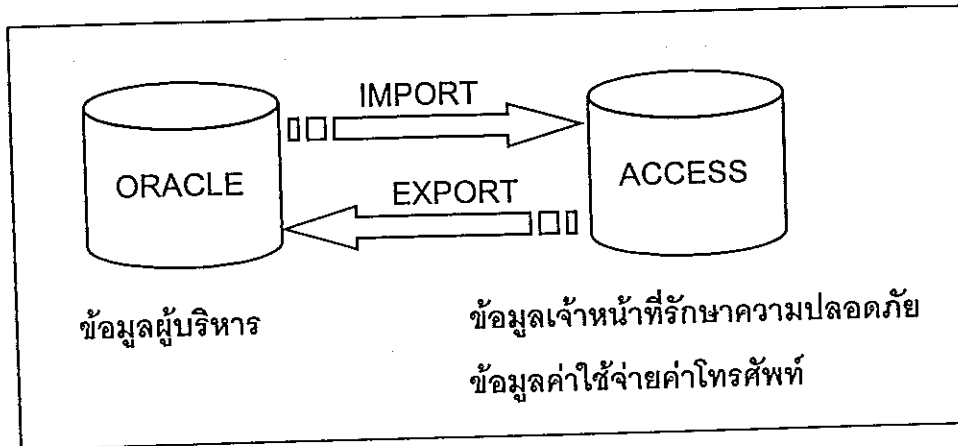 IMPORT
ORACLE
ACCESS
EXPORT
ข้อมูลผู้บริหาร
ข้อมูลเจ้าหน้าที่รักษาความปลอดภัย
ข้อมูลค่าใช้จ่ายค่าโทรศัพท์